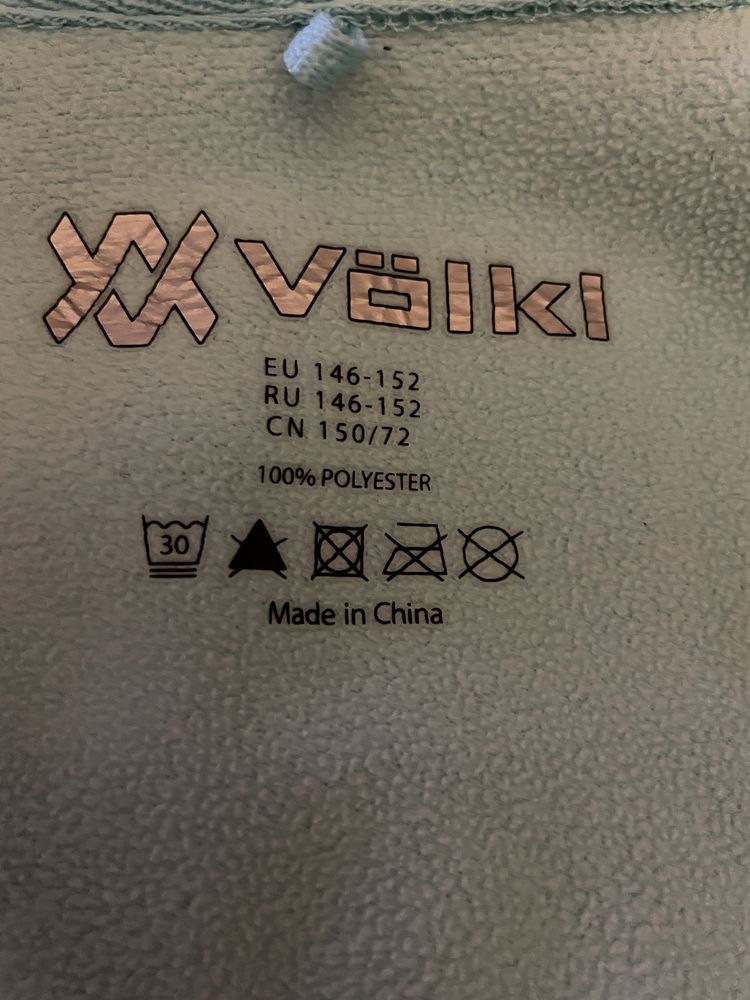 Völkl
EU 146-152
RU 146-152
CN 150/72
100% POLYESTER
30
Made in China